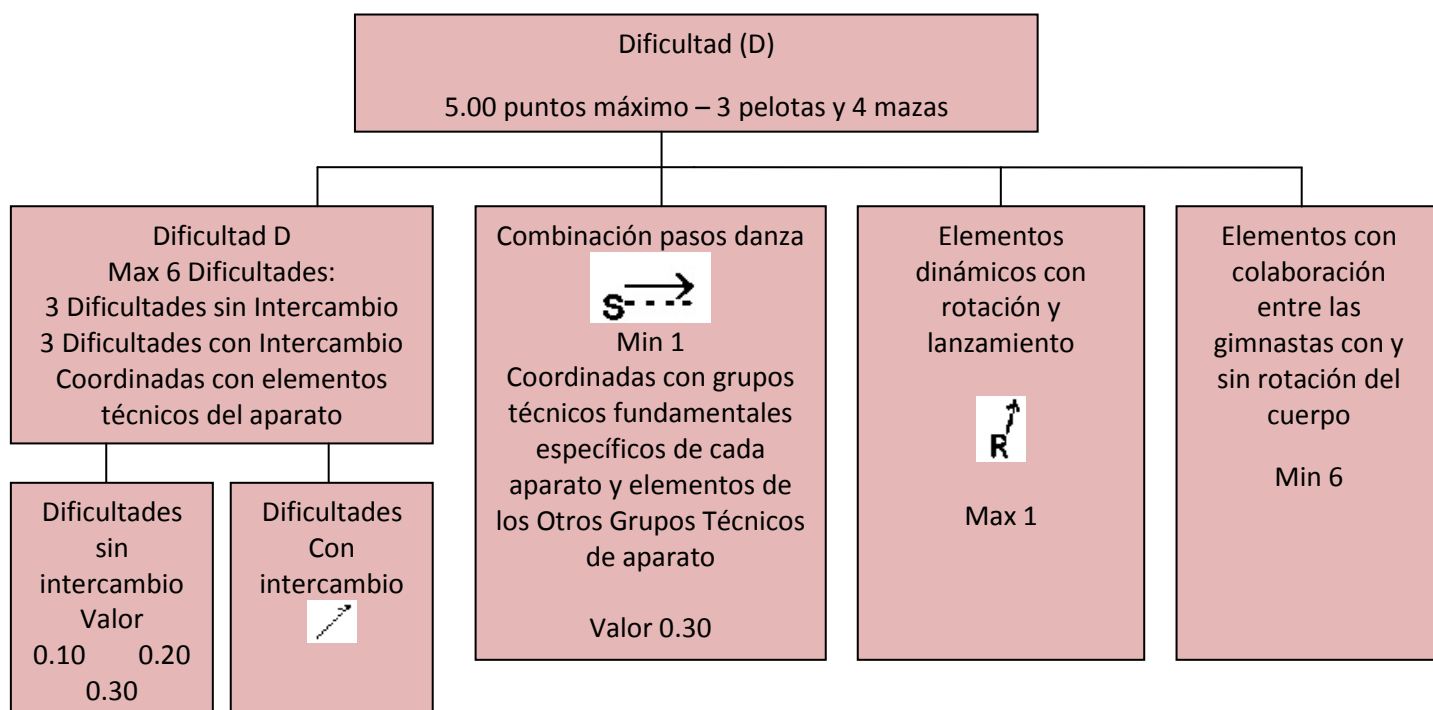 Dificultad (D)
5.00 puntos máximo – 3 pelotas y 4 mazas
Dificultad D
Max 6 Dificultades:
3 Dificultades sin Intercambio
3 Dificultades con Intercambio
Coordinadas con elementos
técnicos del aparato
Dificultades
sin
intercambio
Valor
0.10 0.20
0.30
Dificultades
Con
intercambio
Combinación pasos danza
S
Min 1
Coordinadas con grupos
técnicos fundamentales
específicos de cada
aparato y elementos de
los Otros Grupos Técnicos
de aparato
Valor 0.30
Elementos
dinámicos con
rotación y
lanzamiento
R
Max 1
Elementos con
colaboración
entre las
gimnastas con y
sin rotación del
cuerpo
Min 6